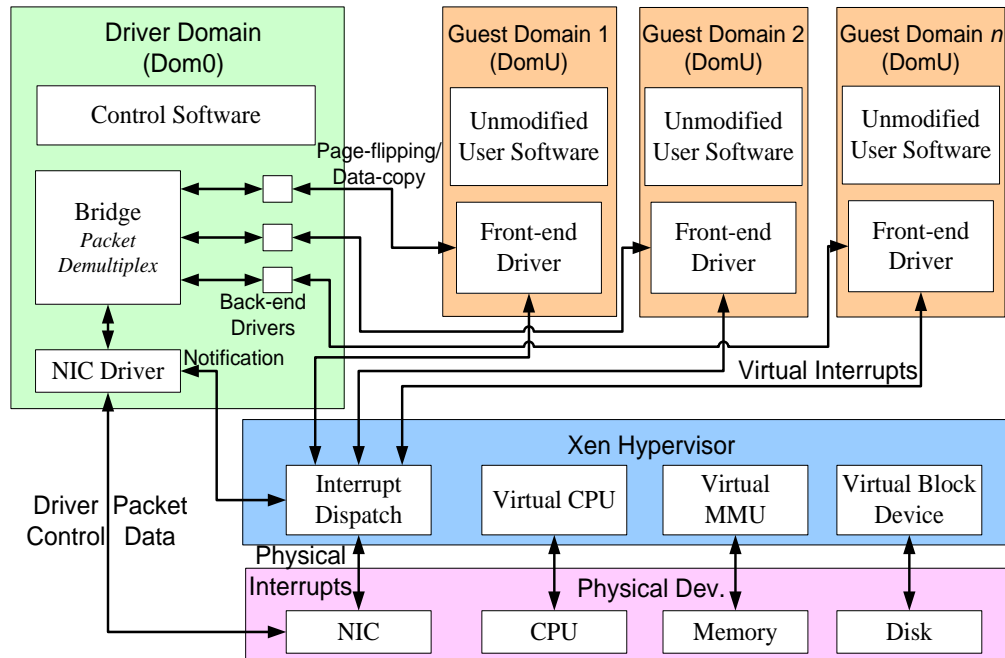 Driver Domain
(Dom0)
Control Software
Bridge
Packet
Demultiplex
Back-end
Drivers
NIC Driver
Notification
Page-flipping/
Data-copy
Guest Domain 1
(DomU)
Unmodified
User Software
Front-end
Driver
Guest Domain 2
(DomU)
Unmodified
User Software
Front-end
Driver
Guest Domain n
(DomU)
Unmodified
User Software
Front-end
Driver
Virtual Interrupts
Xen Hypervisor
Interrupt
Dispatch
Virtual CPU
Virtual
MMU
Virtual Block
Device
Driver
Control
Packet
Data
Physical
Interrupts
Physical Dev.
NIC
CPU
Memory
Disk